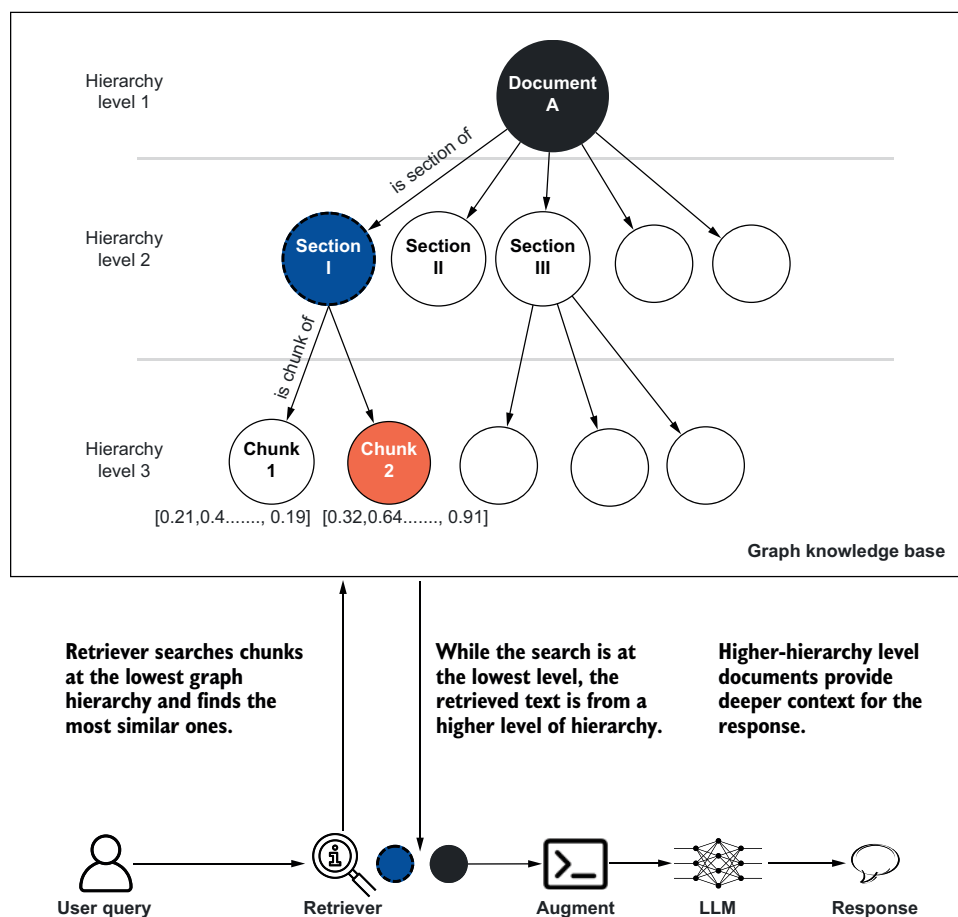 Hierarchy
level 1
Document
A
is section of
Hierarchy
level 2
Section
I
Section
II
Section
III
is chunk of
Hierarchy
level 3
Chunk
1
Chunk
2
[0.21,0.4......., 0.19]
[0.32,0.64......., 0.91]
Graph knowledge base
Retriever searches chunks
at the lowest graph
hierarchy and finds the
most similar ones.
While the search is at
the lowest level, the
retrieved text is from a
higher level of hierarchy.
Higher-hierarchy level
documents provide
deeper context for the
response.
User query
Retriever
Augment
LLM
Response